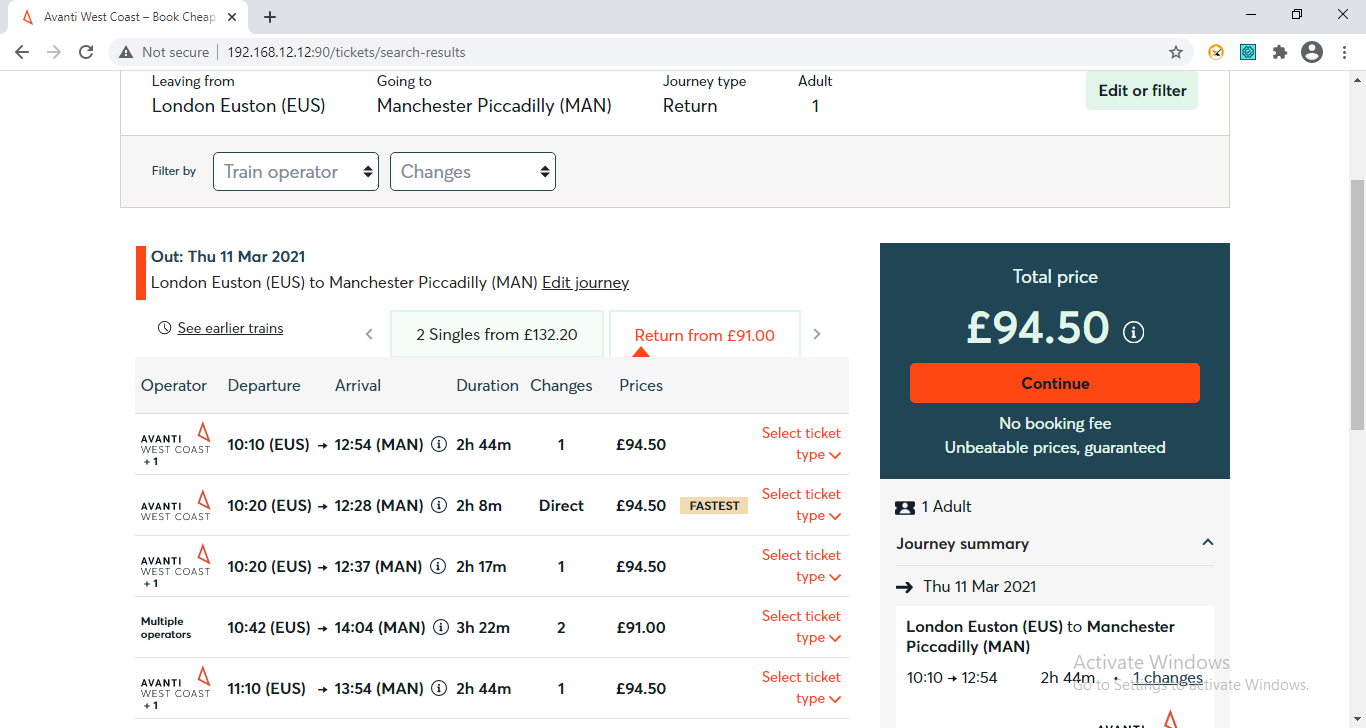 Avanti West Coast – Book Cheap
Not secure
192.168.12.12:90/tickets/search-results
Leaving from Going to Journey type Adult
London Euston (EUS) Manchester Piccadilly (MAN) Return 1
Edit or filter
Filter by Train operator Changes
Out: Thu 11 Mar 2021
London Euston (EUS) to Manchester Piccadilly (MAN) Edit journey
See earlier trains
2 Singles from £132.20
Return from £91.00
Operator Departure Arrival Duration Changes Prices
AVANTI
WEST COAST
+ 1
10:10 (EUS) → 12:54 (MAN) 2h 44m 1 £94.50
Select ticket
type
AVANTI
WEST COAST
10:20 (EUS) → 12:28 (MAN) 2h 8m Direct £94.50 FASTEST
Select ticket
type
AVANTI
WEST COAST
+ 1
10:20 (EUS) → 12:37 (MAN) 2h 17m 1 £94.50
Select ticket
type
Multiple
operators
10:42 (EUS) → 14:04 (MAN) 3h 22m 2 £91.00
Select ticket
type
AVANTI
WEST COAST
+ 1
11:10 (EUS) → 13:54 (MAN) 2h 44m 1 £94.50
Select ticket
type
Total price
£94.50
Continue
No booking fee
Unbeatable prices, guaranteed
1 Adult
Journey summary
→ Thu 11 Mar 2021
London Euston (EUS) to Manchester
Piccadilly (MAN)
10:10 → 12:54 2h 44m • 1 changes
AVANTI
Activate Windows
Go to Settings to activate Windows.